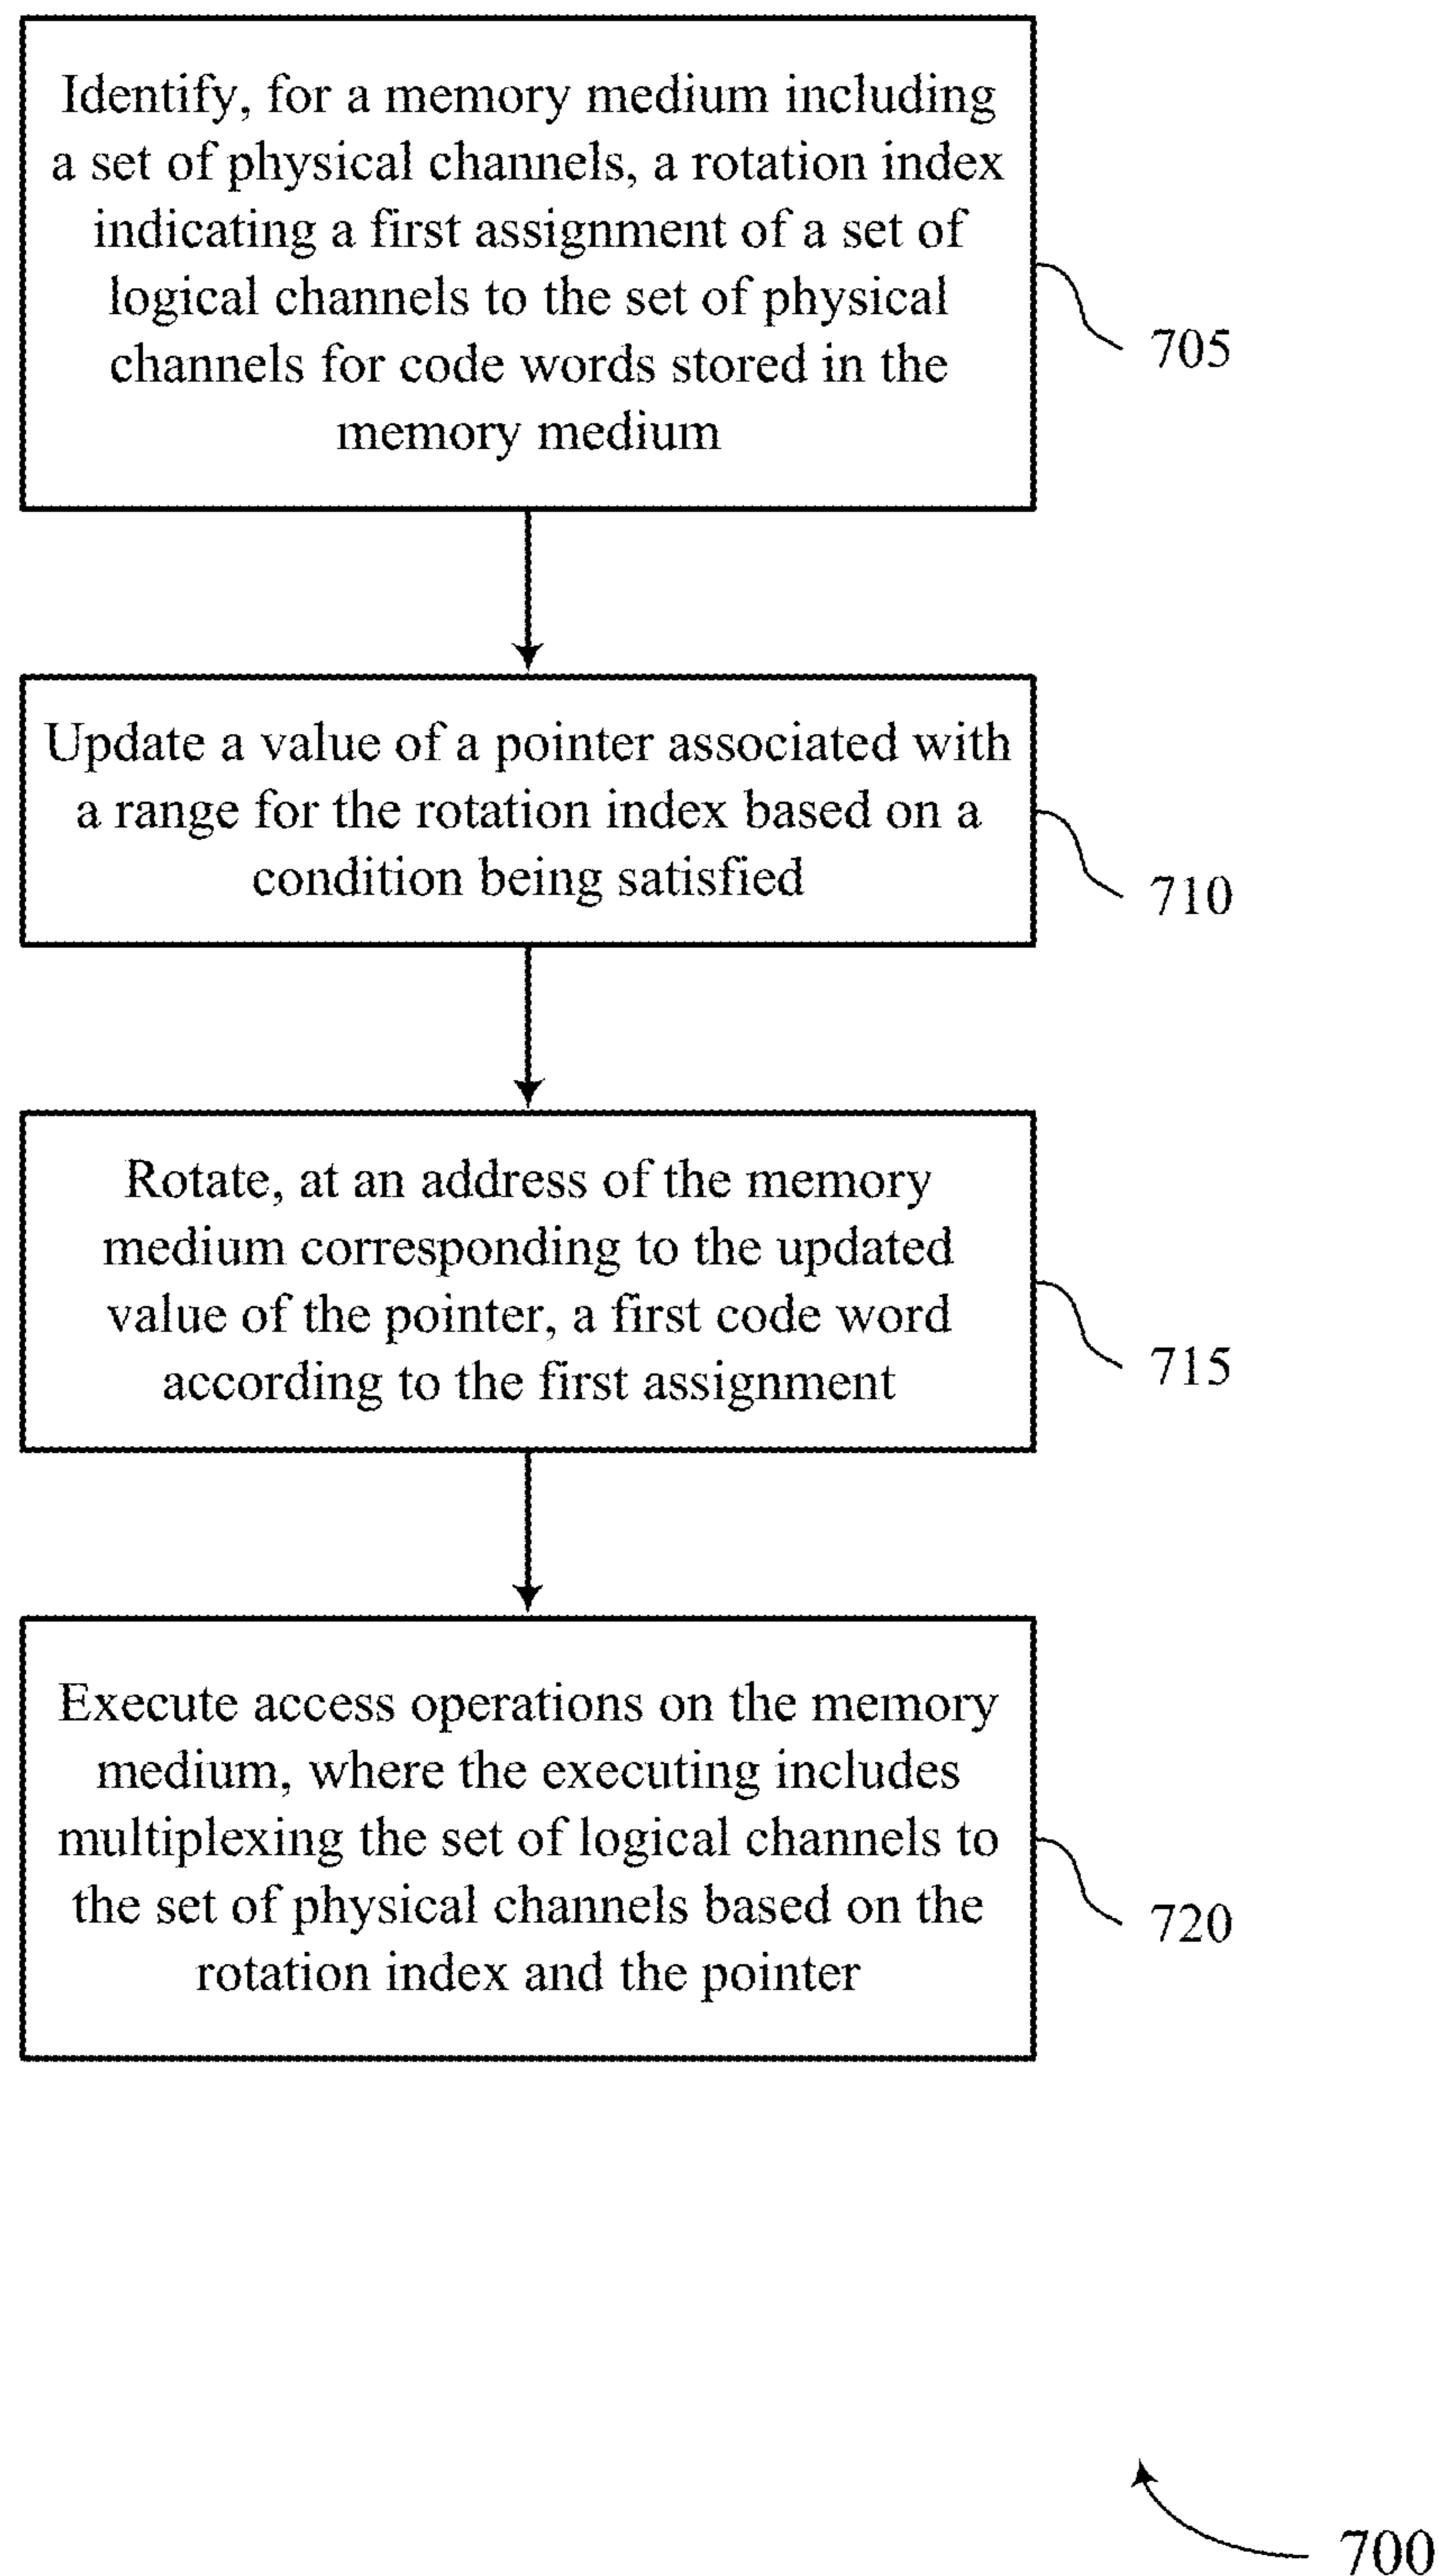 Identify, for a memory medium including
a set of physical channels, a rotation index
indicating a first assignment of a set of
logical channels to the set of physical
channels for code words stored in the
memory medium
705
Update a value of a pointer associated with
a range for the rotation index based on a
condition being satisfied
710
Rotate, at an address of the memory
medium corresponding to the updated
value of the pointer, a first code word
according to the first assignment
715
Execute access operations on the memory
medium, where the executing includes
multiplexing the set of logical channels to
the set of physical channels based on the
rotation index and the pointer
720
700